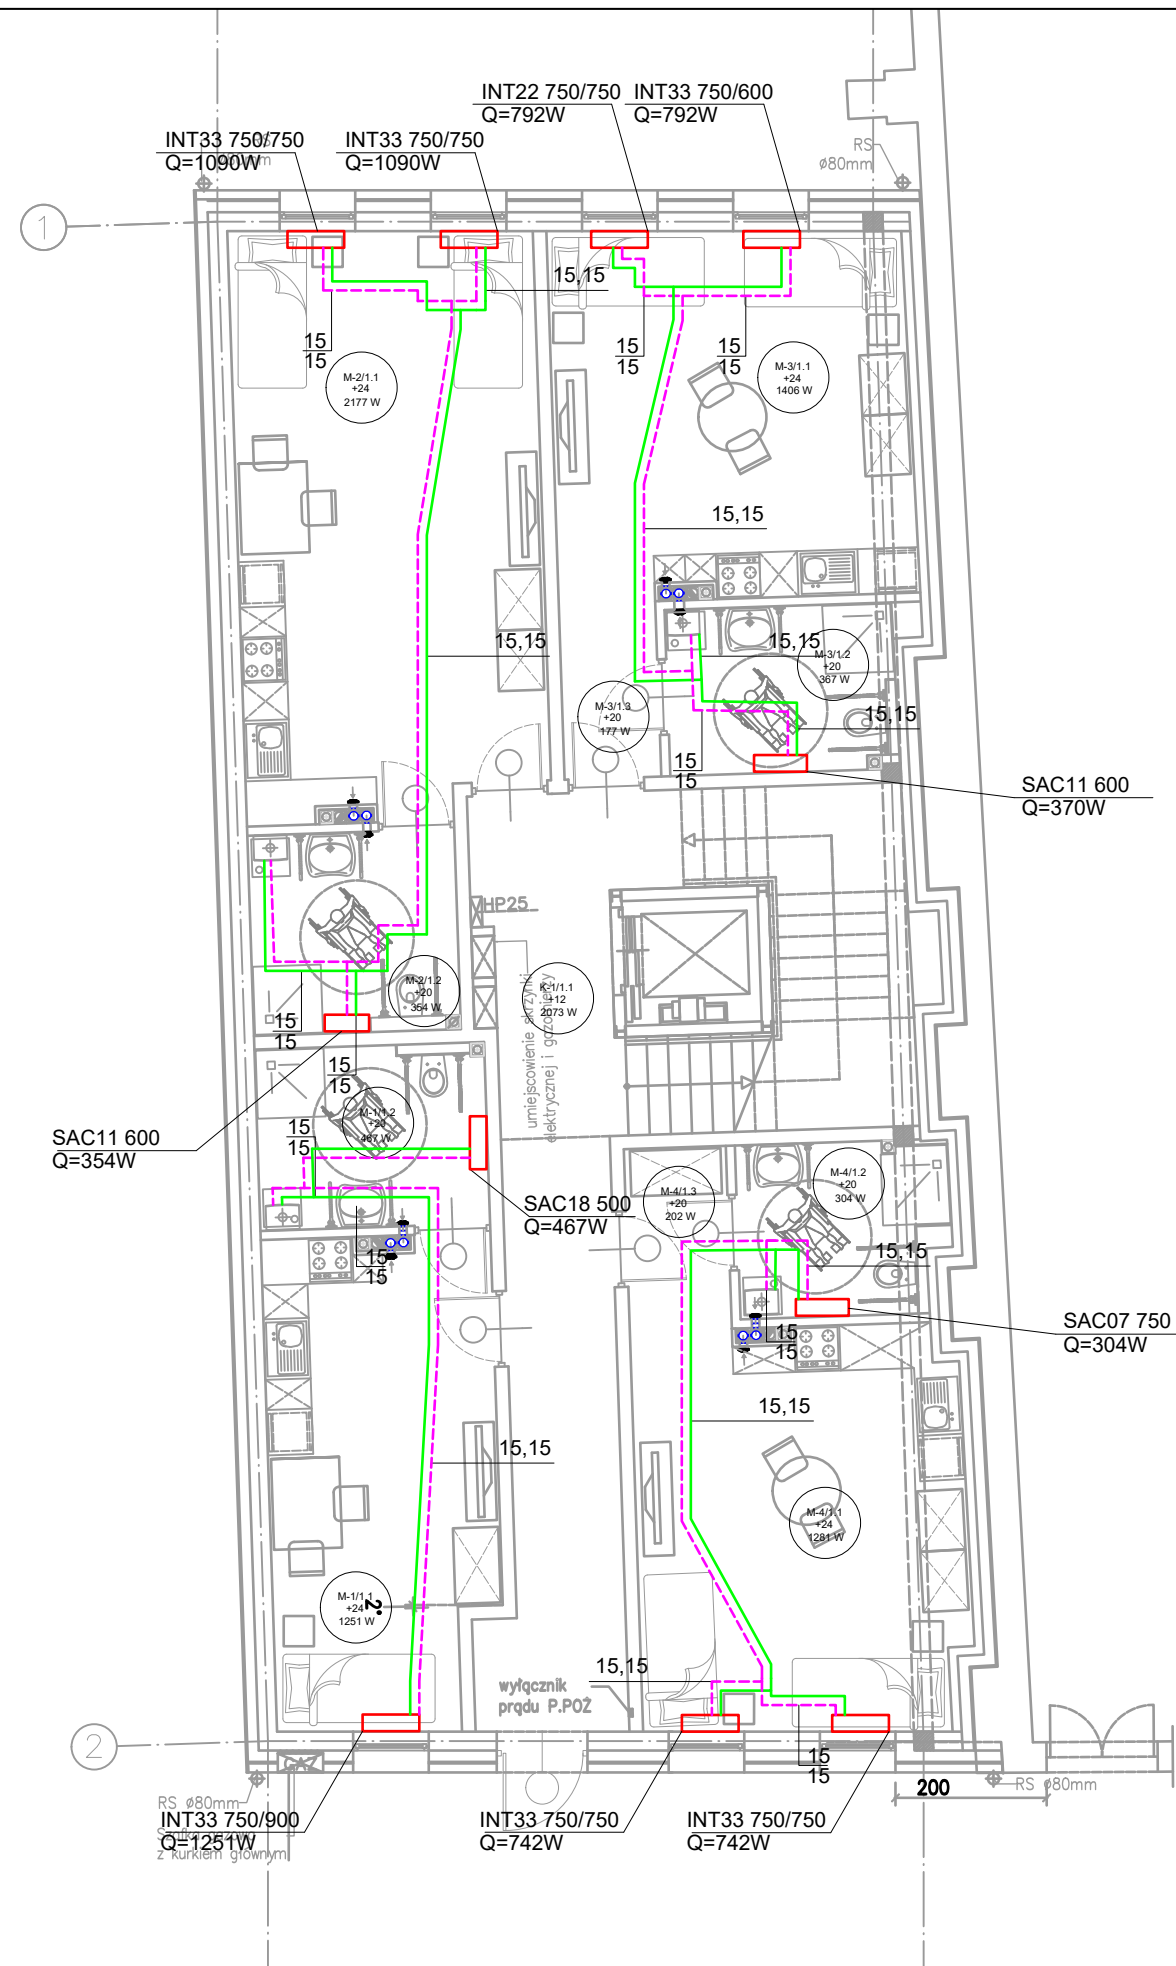 INT22 750/750
Q=792W
INT33 750/600
Q=792W
INT33 750/750
Q=1090W
INT33 750/750
Q=1090W
RS
ø80mm
1
15,15
15
15
15
15
15
15
M-2/1.1
+24
2177 W
M-3/1.1
+24
1406 W
15,15
15,15
15,15
M-3/1.2
+20
367 W
M-3/1.3
+20
177 W
15,15
15
15
SAC11 600
Q=370W
HP25
M-2/1.2
+20
354 W
K-1/1.1
+12
2073 W
umiejscowienie skrzynki
elektrycznej i gazomierzy
15
15
15
15
M-1/1.2
+20
467 W
15
15
SAC11 600
Q=354W
SAC18 500
Q=467W
M-4/1.3
+20
202 W
M-4/1.2
+20
304 W
15,15
15
15
SAC07 750
Q=304W
15
15
15,15
15,15
M-4/1.1
+24
1281 W
M-1/1.1
+24
1251 W
2°
15,15
wyłącznik
prądu P.POŻ
2
15
15
200
RS ø80mm
RS ø80mm
INT33 750/900
Q=1251W
Szafka gazowa
z kurkiem głównym
INT33 750/750
Q=742W
INT33 750/750
Q=742W